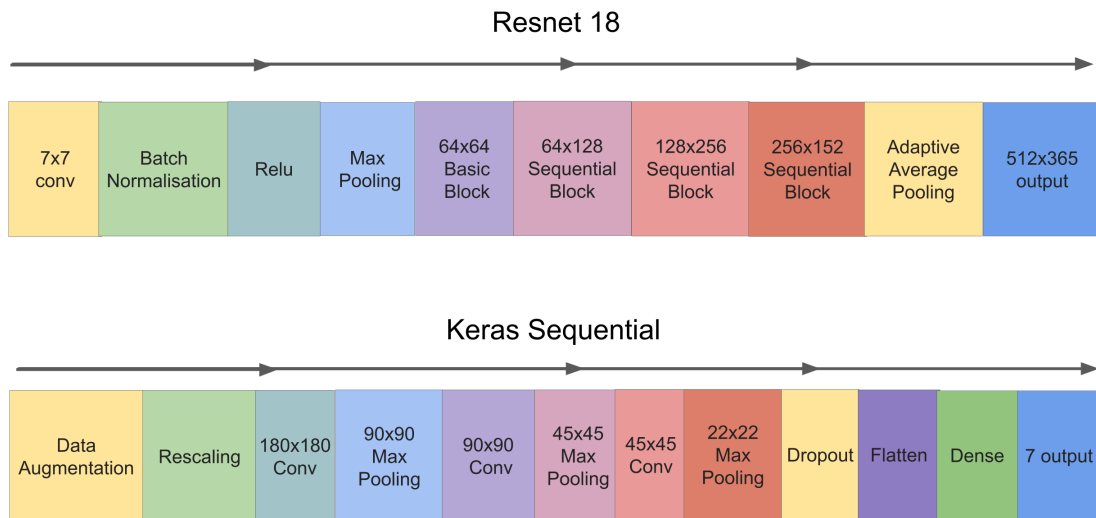 Resnet 18
7x7
conv
Batch
Normalisation
Relu
Max
Pooling
64x64
Basic
Block
64x128
Sequential
Block
128x256
Sequential
Block
256x152
Sequential
Block
Adaptive
Average
Pooling
512x365
output
Keras Sequential
Data
Augmentation
Rescaling
180x180
Conv
90x90
Max
Pooling
90x90
Conv
45x45
Max
Pooling
45x45
Conv
22x22
Max
Pooling
Dropout
Flatten
Dense
7 output